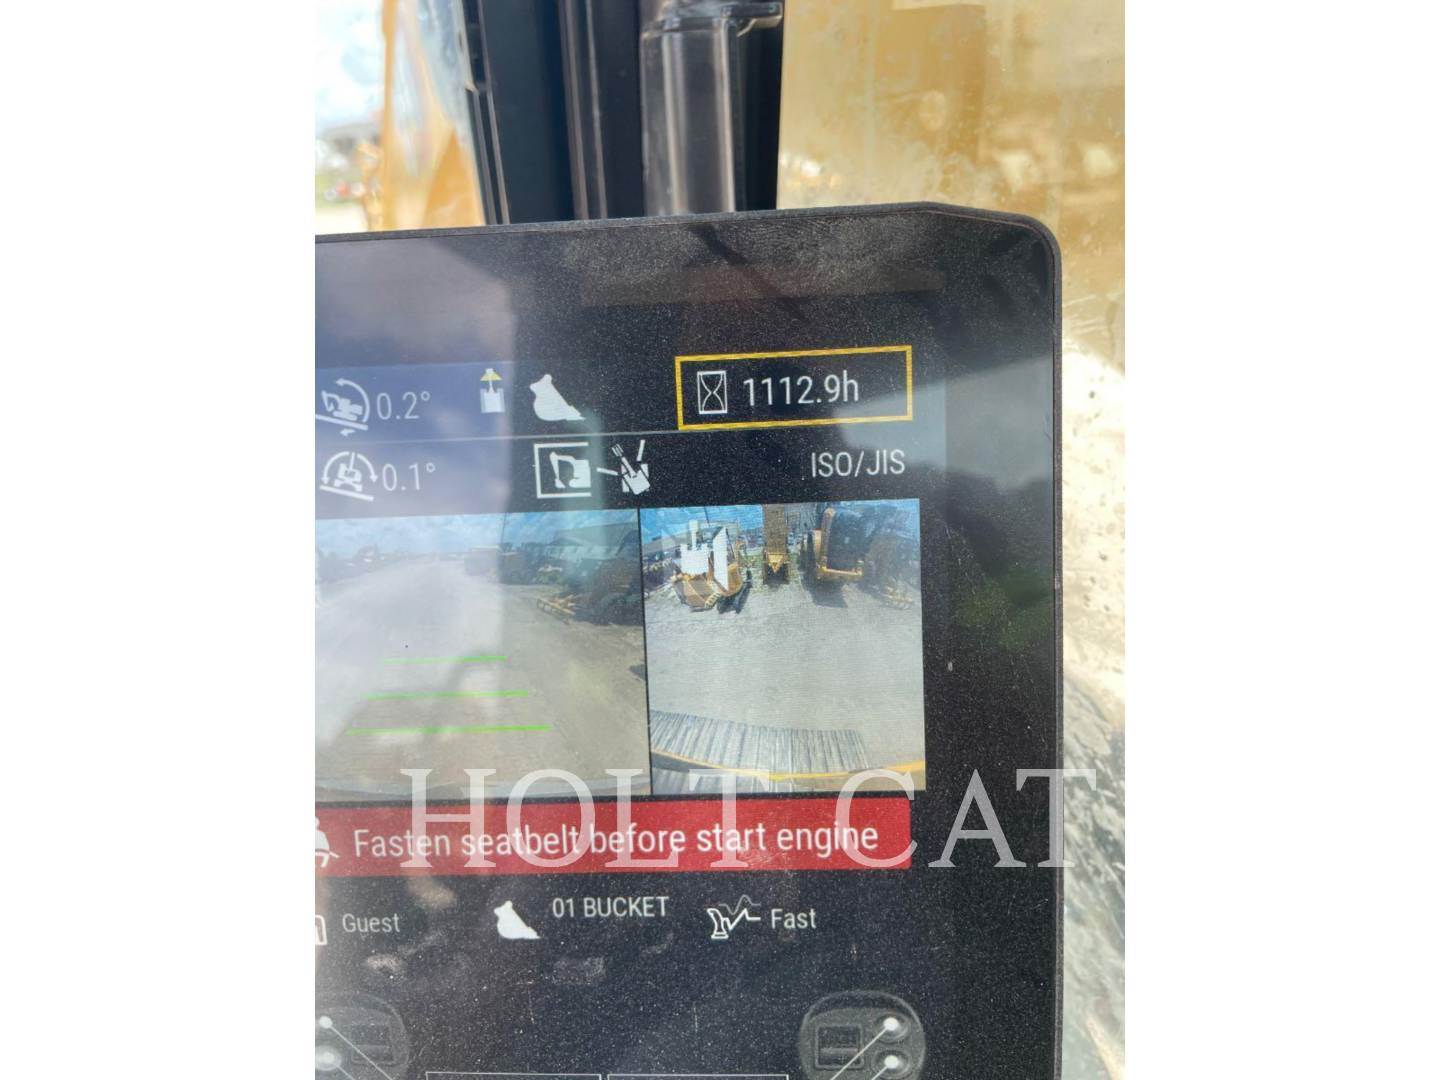 0.2°
1112.9h
0.1°
ISO/JIS
HOLT CAT
Fasten seatbelt before start engine
Guest
01 BUCKET
Fast